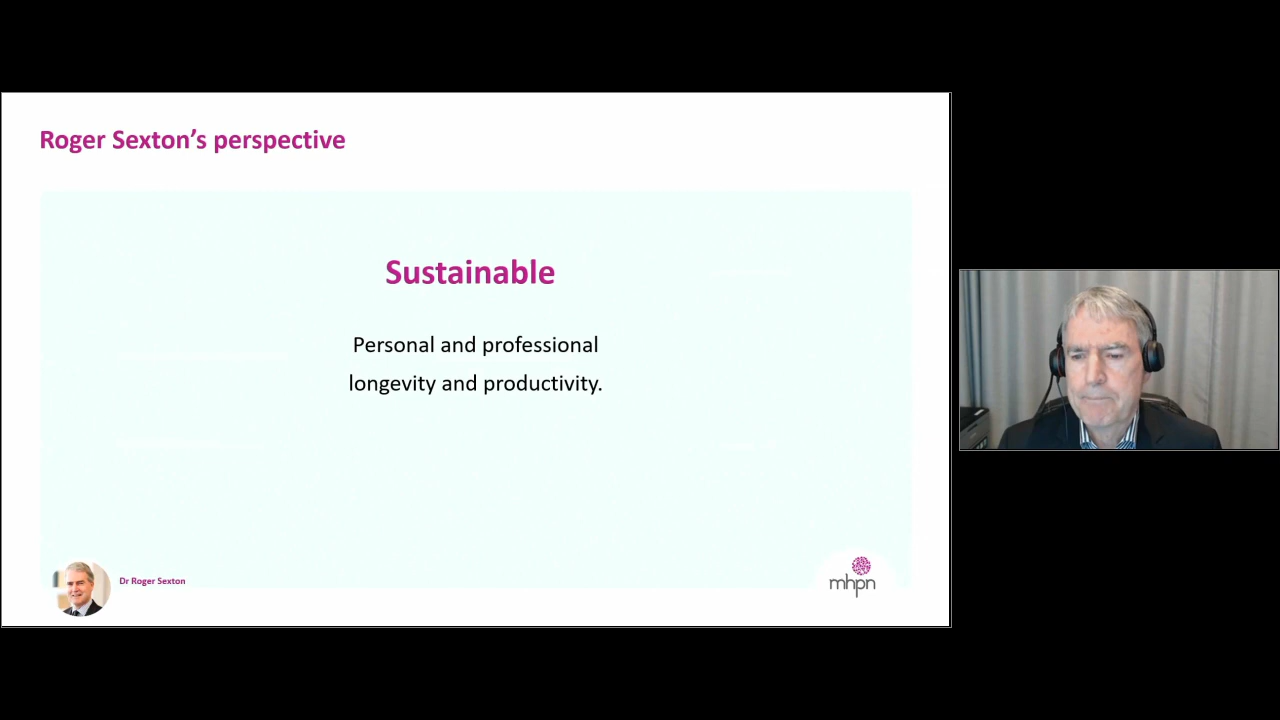 Roger Sexton’s perspective
Sustainable
Personal and professional
longevity and productivity.
Dr Roger Sexton
mhpn